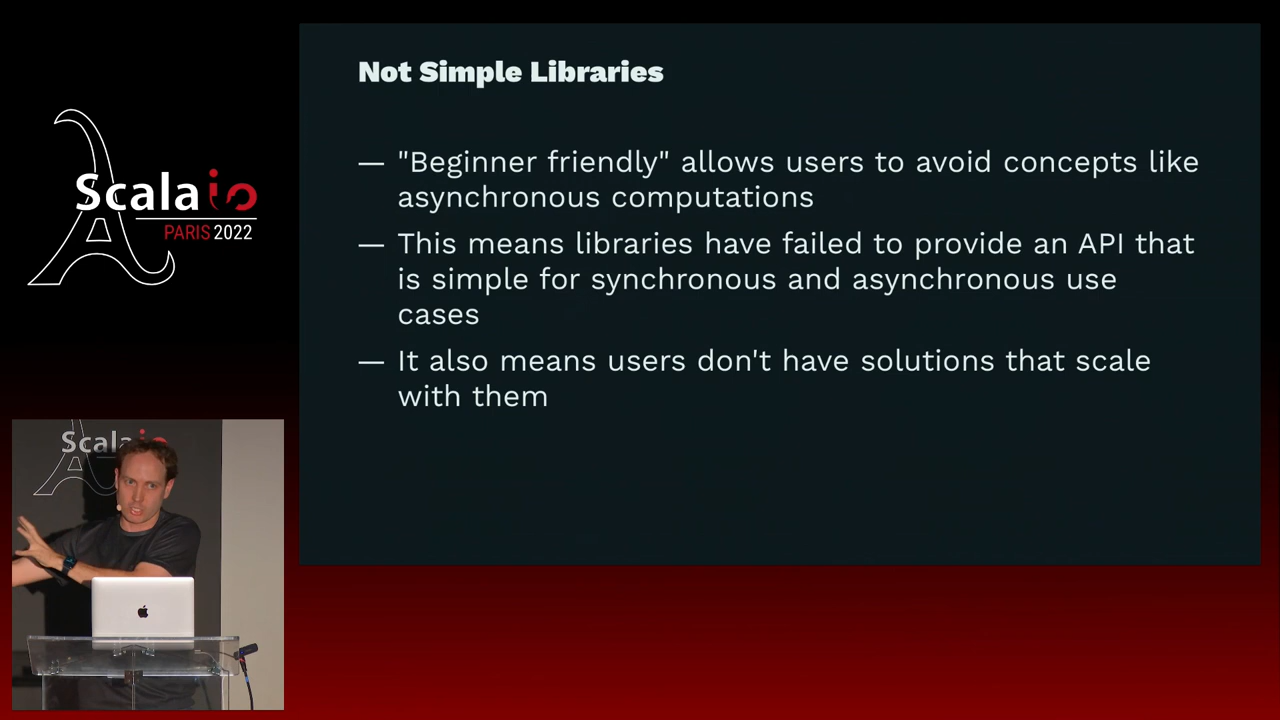 Not Simple Libraries
— "Beginner friendly" allows users to avoid concepts like
asynchronous computations
— This means libraries have failed to provide an API that
is simple for synchronous and asynchronous use
cases
— It also means users don't have solutions that scale
with them
Scala io
PARIS 2022
Scala io